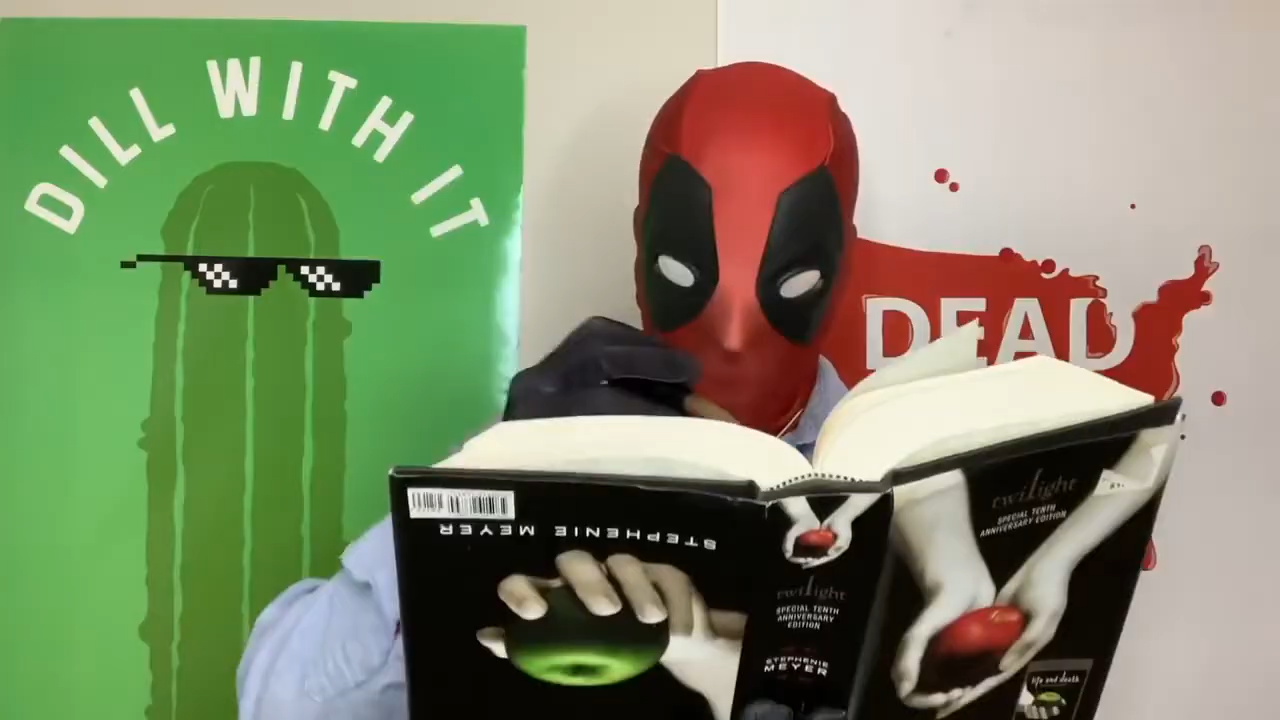 DILL WITH IT
DEAD
STEPHENIE MEYER
twilight
SPECIAL TENTH
ANNIVERSARY
EDITION
STEPHENIE
MEYER
twilight
SPECIAL TENTH
ANNIVERSARY EDITION
life and death